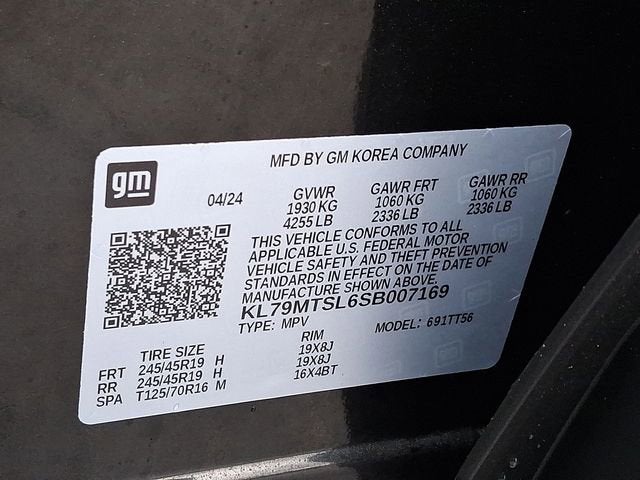 MFD BY GM KOREA COMPANY
gm
04/24 GVWR GAWR FRT GAWR RR
1930 KG 1060 KG 1060 KG
4255 LB 2336 LB 2336 LB
THIS VEHICLE CONFORMS TO ALL
APPLICABLE U.S. FEDERAL MOTOR
VEHICLE SAFETY AND THEFT PREVENTION
STANDARDS IN EFFECT ON THE DATE OF
MANUFACTURE SHOWN ABOVE.
KL79MTSL6SB007169
TYPE: MPV MODEL: 691TT56
TIRE SIZE RIM
FRT 245/45R19 H 19X8J
RR 245/45R19 H 19X8J
SPA T125/70R16 M 16X4BT